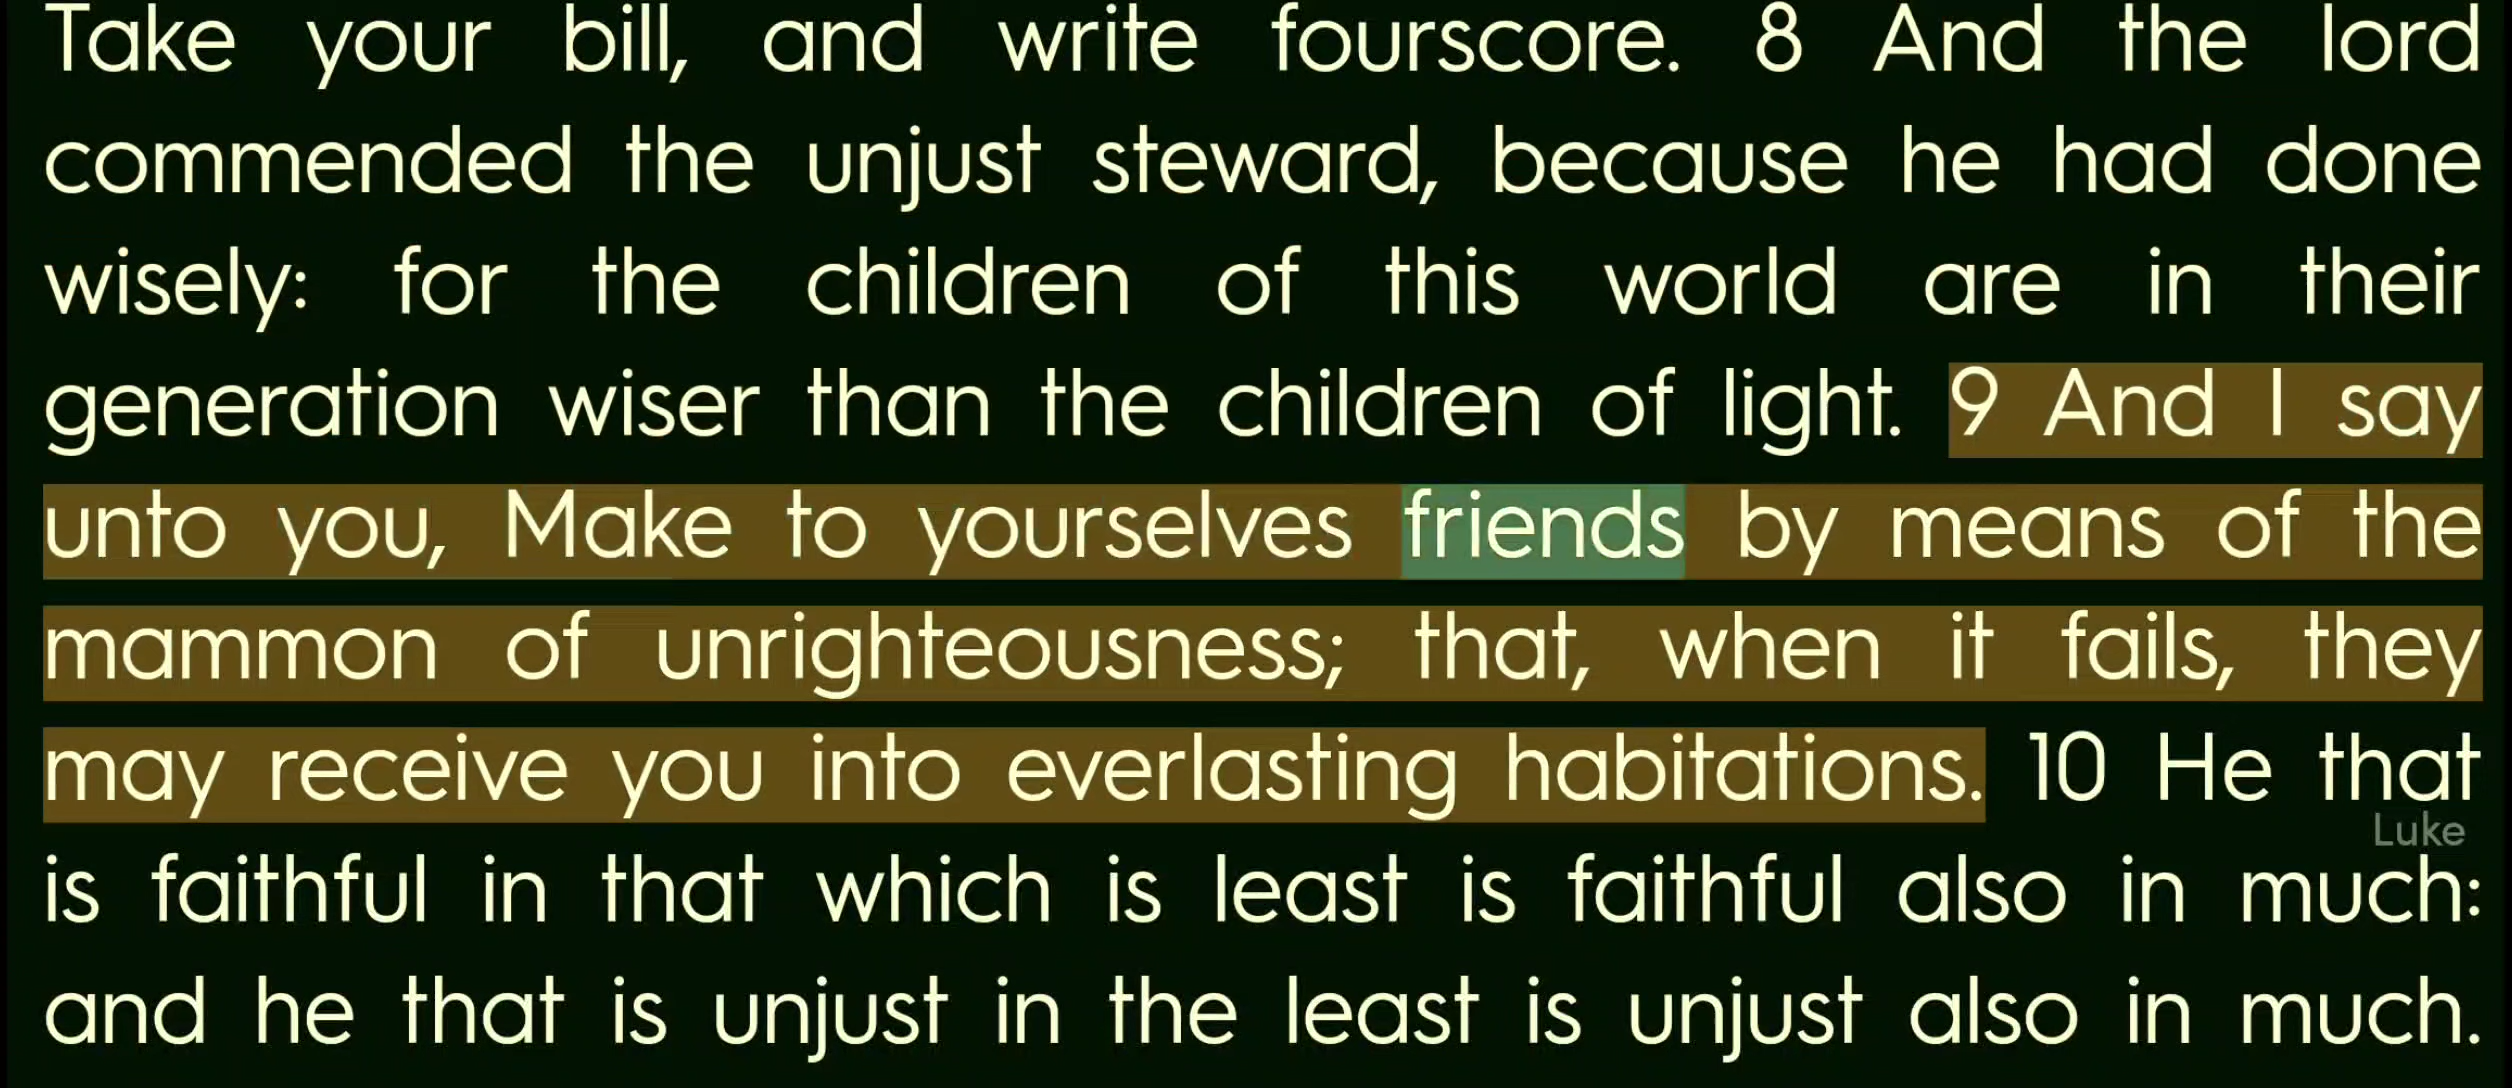 Take your bill, and write fourscore. 8 And the lord
commended the unjust steward, because he had done
wisely: for the children of this world are in their
generation wiser than the children of light. 9 And I say
unto you, Make to yourselves friends by means of the
mammon of unrighteousness; that, when it fails, they
may receive you into everlasting habitations. 10 He that
Luke
is faithful in that which is least is faithful also in much:
and he that is unjust in the least is unjust also in much.